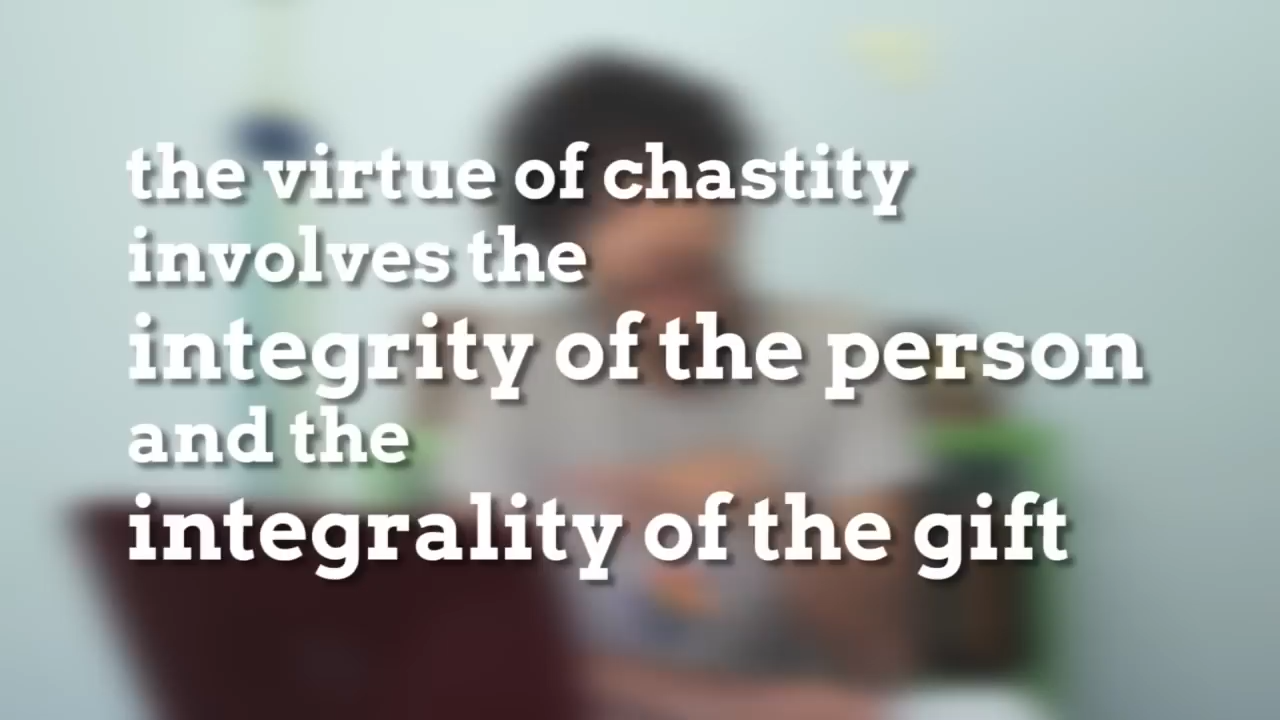 the virtue of chastity
involves the
integrity of the person
and the
integrality of the gift